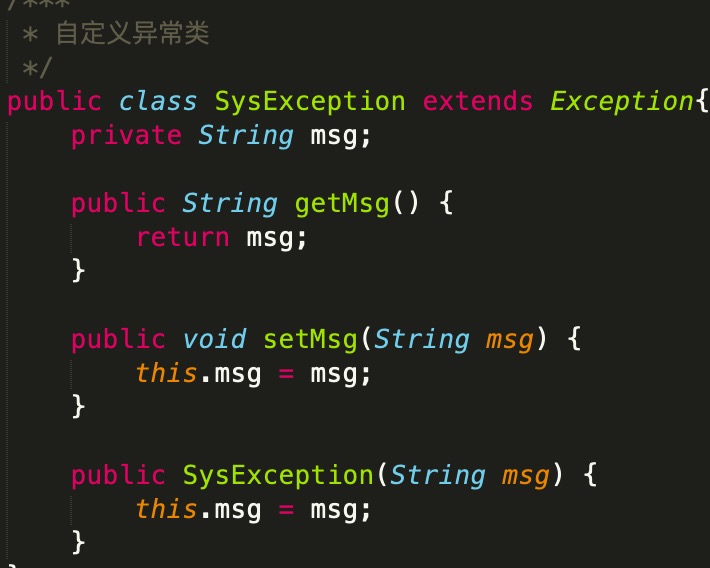 /***
* 自定义异常类
*/
public class SysException extends Exception{
private String msg;
public String getMsg() {
return msg;
}
public void setMsg(String msg) {
this.msg = msg;
}
public SysException(String msg) {
this.msg = msg;
}
}